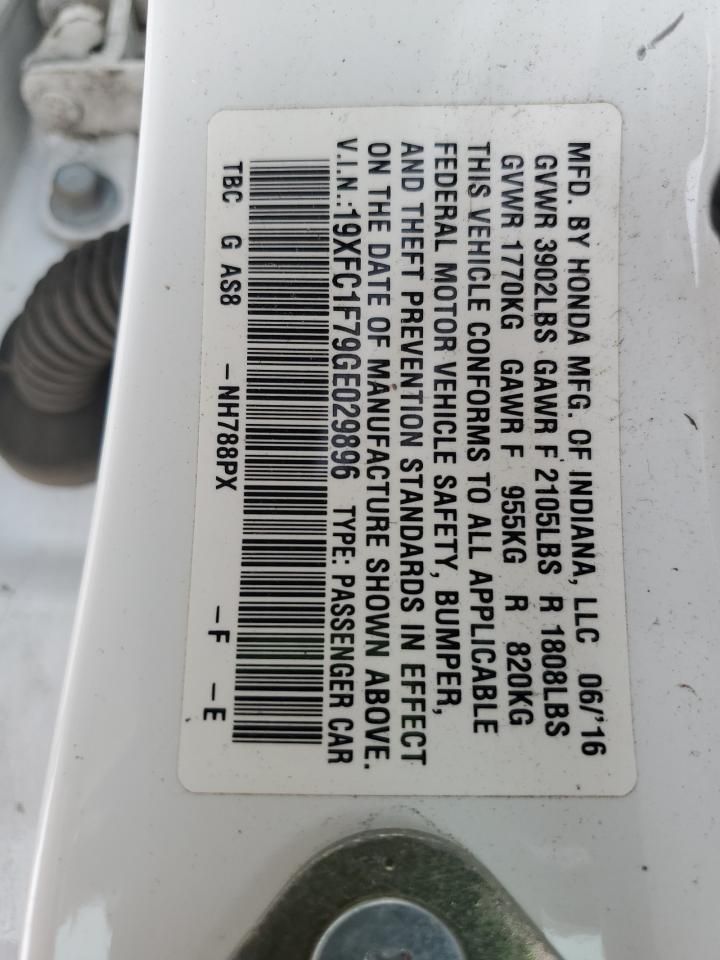 MFD. BY HONDA MFG. OF INDIANA, LLC 06/'16
GVWR 3902LBS GAWR F 2105LBS R 1808LBS
GVWR 1770KG GAWR F 955KG R 820KG
THIS VEHICLE CONFORMS TO ALL APPLICABLE
FEDERAL MOTOR VEHICLE SAFETY, BUMPER,
AND THEFT PREVENTION STANDARDS IN EFFECT
ON THE DATE OF MANUFACTURE SHOWN ABOVE.
V.I.N.:19XFC1F79GE029896 TYPE: PASSENGER CAR
TBC G AS8 -NH788PX -F -E